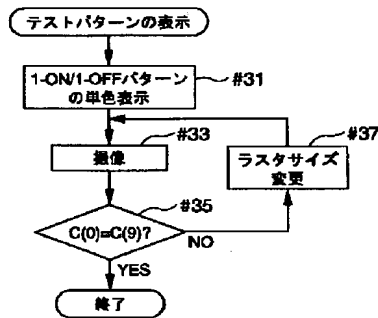 テストパターンの表示
1-ON/1-OFFパターン
の単色表示
#31
#33
撮像
#37
ラスタサイズ
変更
#35
C(0)=C(9)?
NO
YES
終了